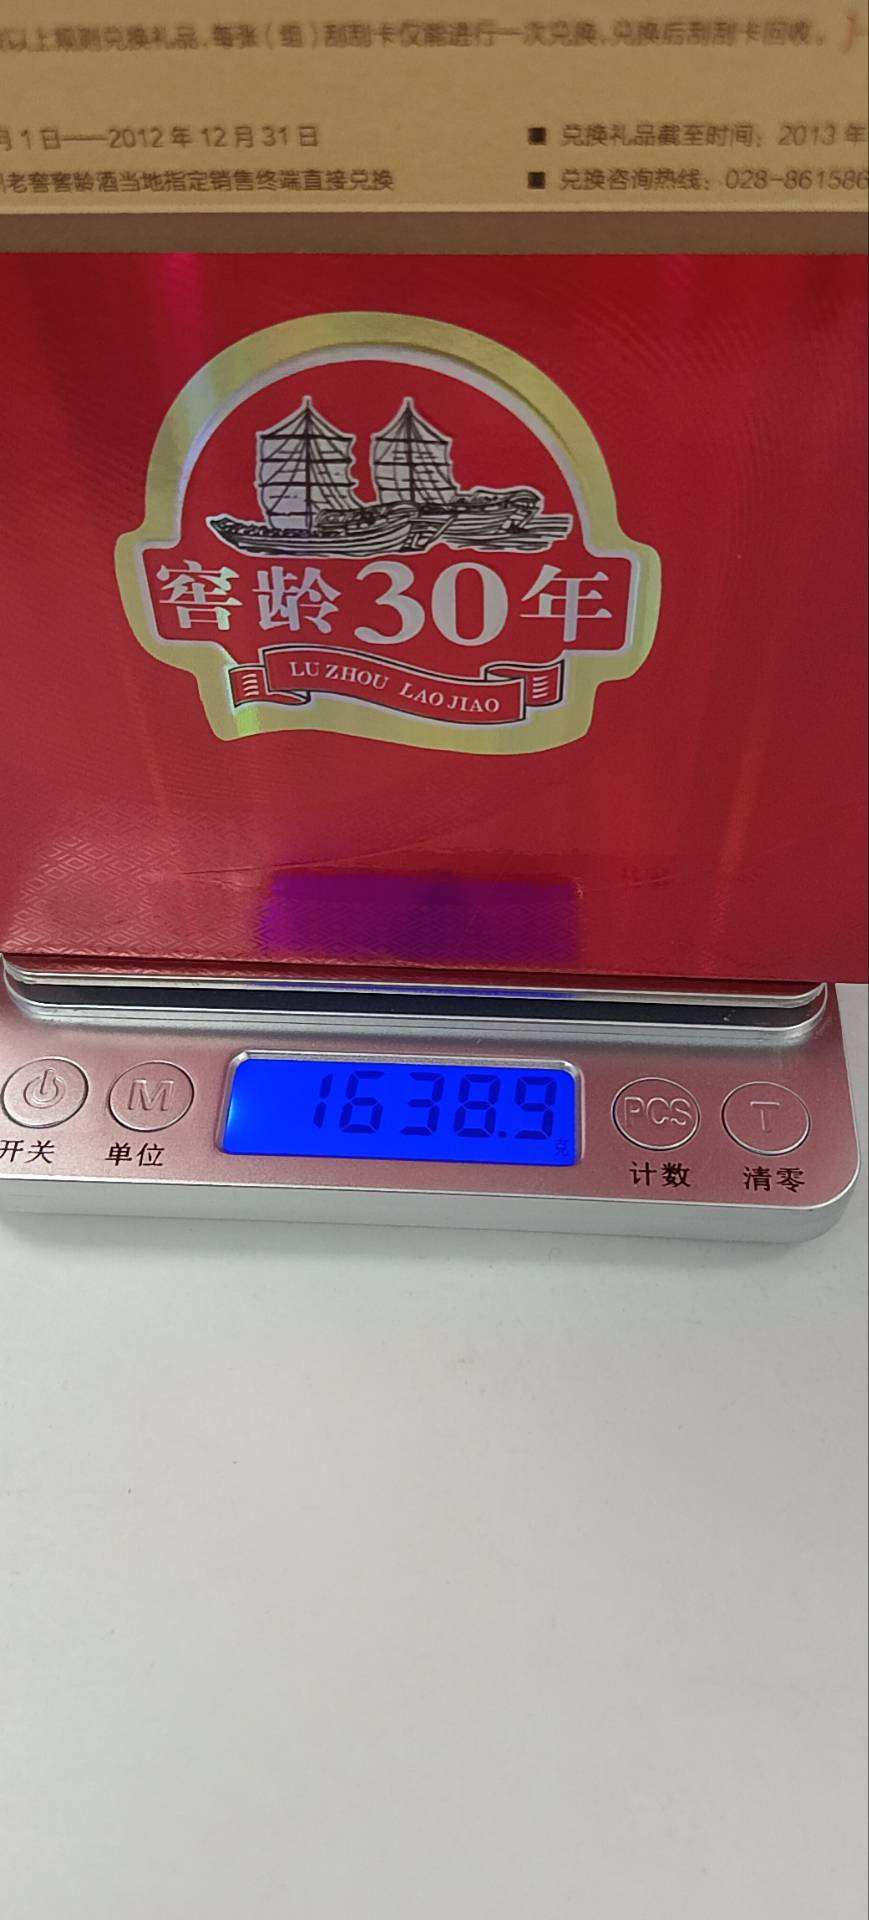 以上规则兑换礼品,每张(组)刮刮卡仅能进行一次兑换,兑换后刮刮卡回收。
月1日——2012年12月31日
■ 兑换礼品截至时间:2013年
老窖窖龄酒当地指定销售终端直接兑换
■ 兑换咨询热线:028-861586
窖龄30年
LU ZHOU LAO JIAO
1638.9
克
M
PCS
T
开关
单位
计数
清零